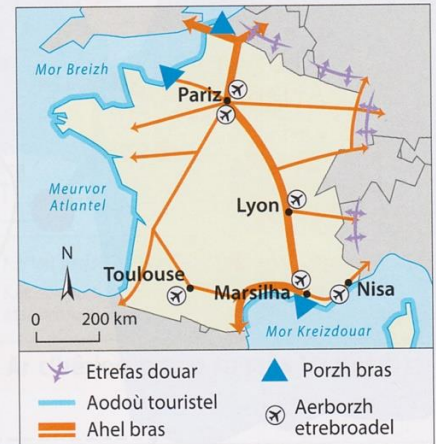 Mor Breizh
Pariz
Meurvor
Atlantel
Lyon
N
Toulouse
Marsilha
Nisa
0 200 km
Mor Kreizdouar
Etrefas douar
Porzh bras
Aodoù touristel
Aerborzh
etrebroadel
Ahel bras